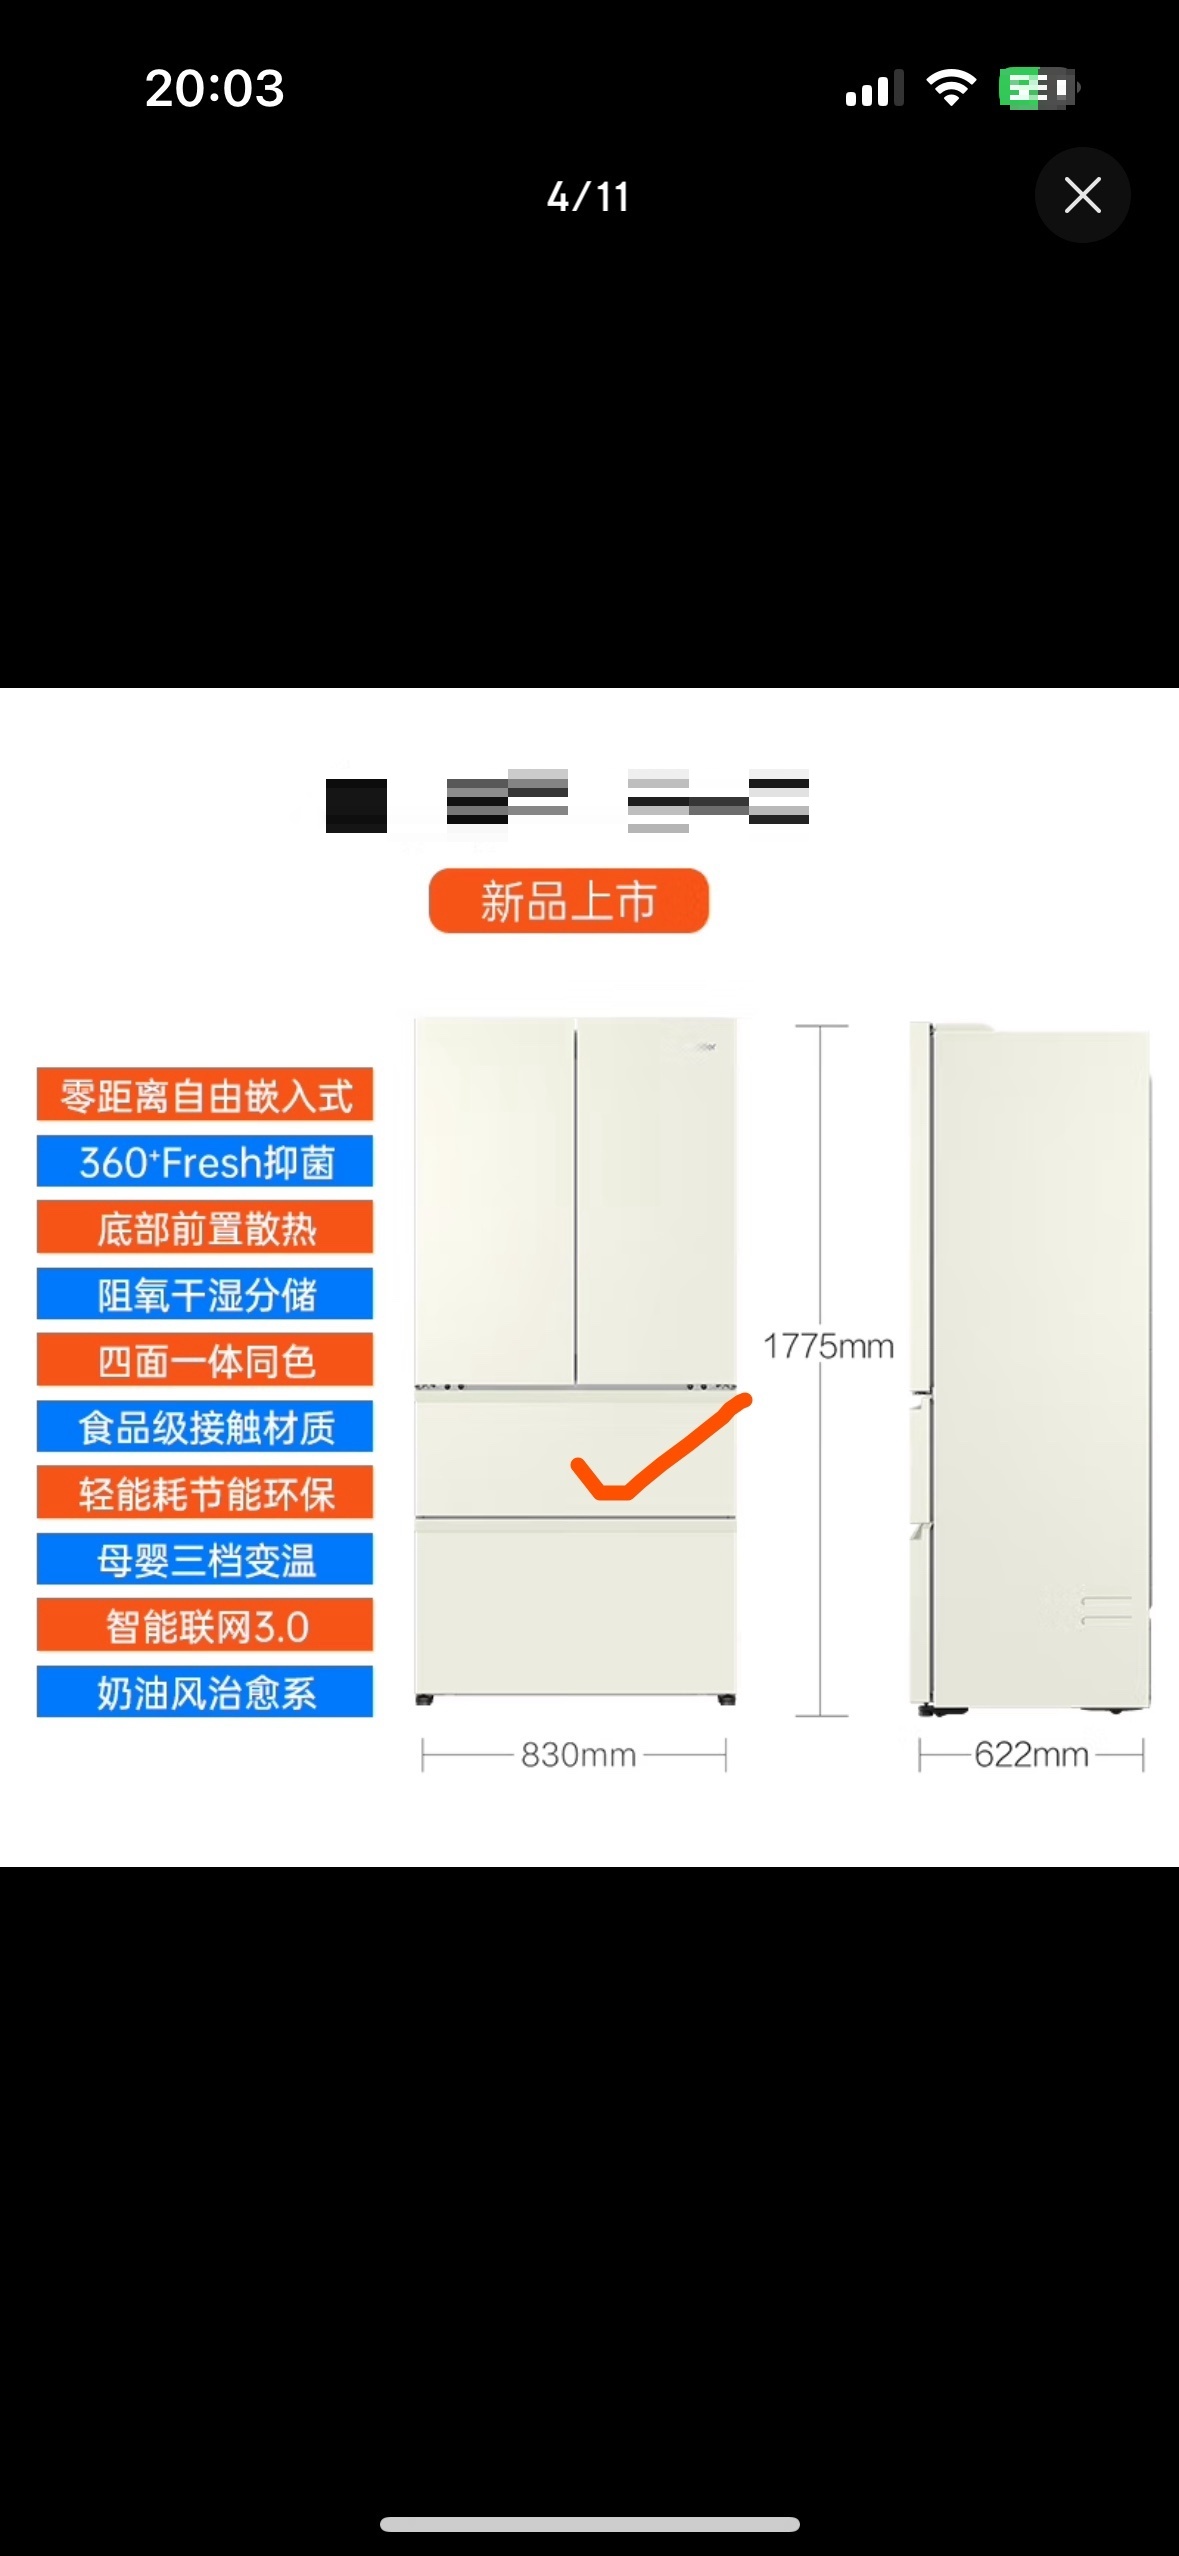 20:03
4/11
新品上市
零距离自由嵌入式
360⁺Fresh抑菌
底部前置散热
阻氧干湿分储
四面一体同色
食品级接触材质
轻能耗节能环保
母婴三档变温
智能联网3.0
奶油风治愈系
1775mm
830mm
622mm